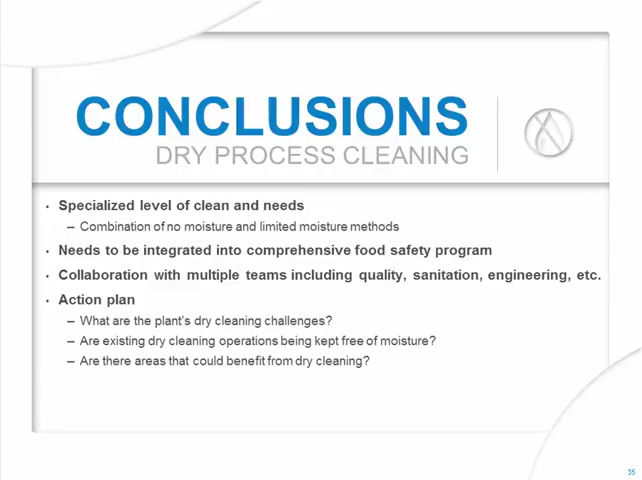 CONCLUSIONS
DRY PROCESS CLEANING
• Specialized level of clean and needs
– Combination of no moisture and limited moisture methods
• Needs to be integrated into comprehensive food safety program
• Collaboration with multiple teams including quality, sanitation, engineering, etc.
• Action plan
– What are the plant's dry cleaning challenges?
– Are existing dry cleaning operations being kept free of moisture?
– Are there areas that could benefit from dry cleaning?
35